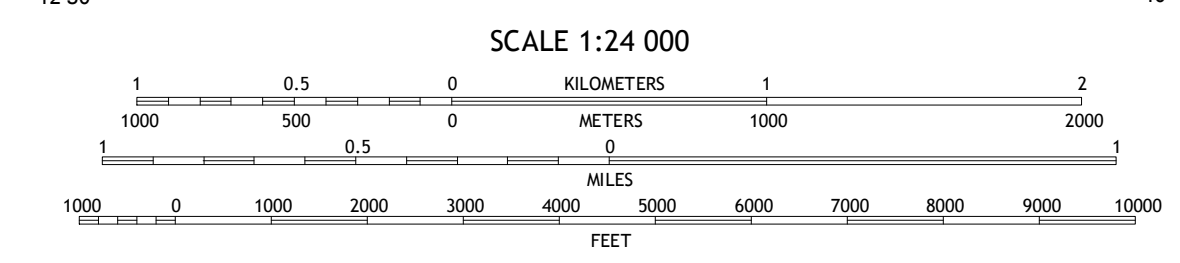 SCALE 1:24 000
1 0.5 0 KILOMETERS 1 2
1000 500 0 METERS 1000 2000
1 0.5 0 1
MILES
1000 0 1000 2000 3000 4000 5000 6000 7000 8000 9000 10000
FEET